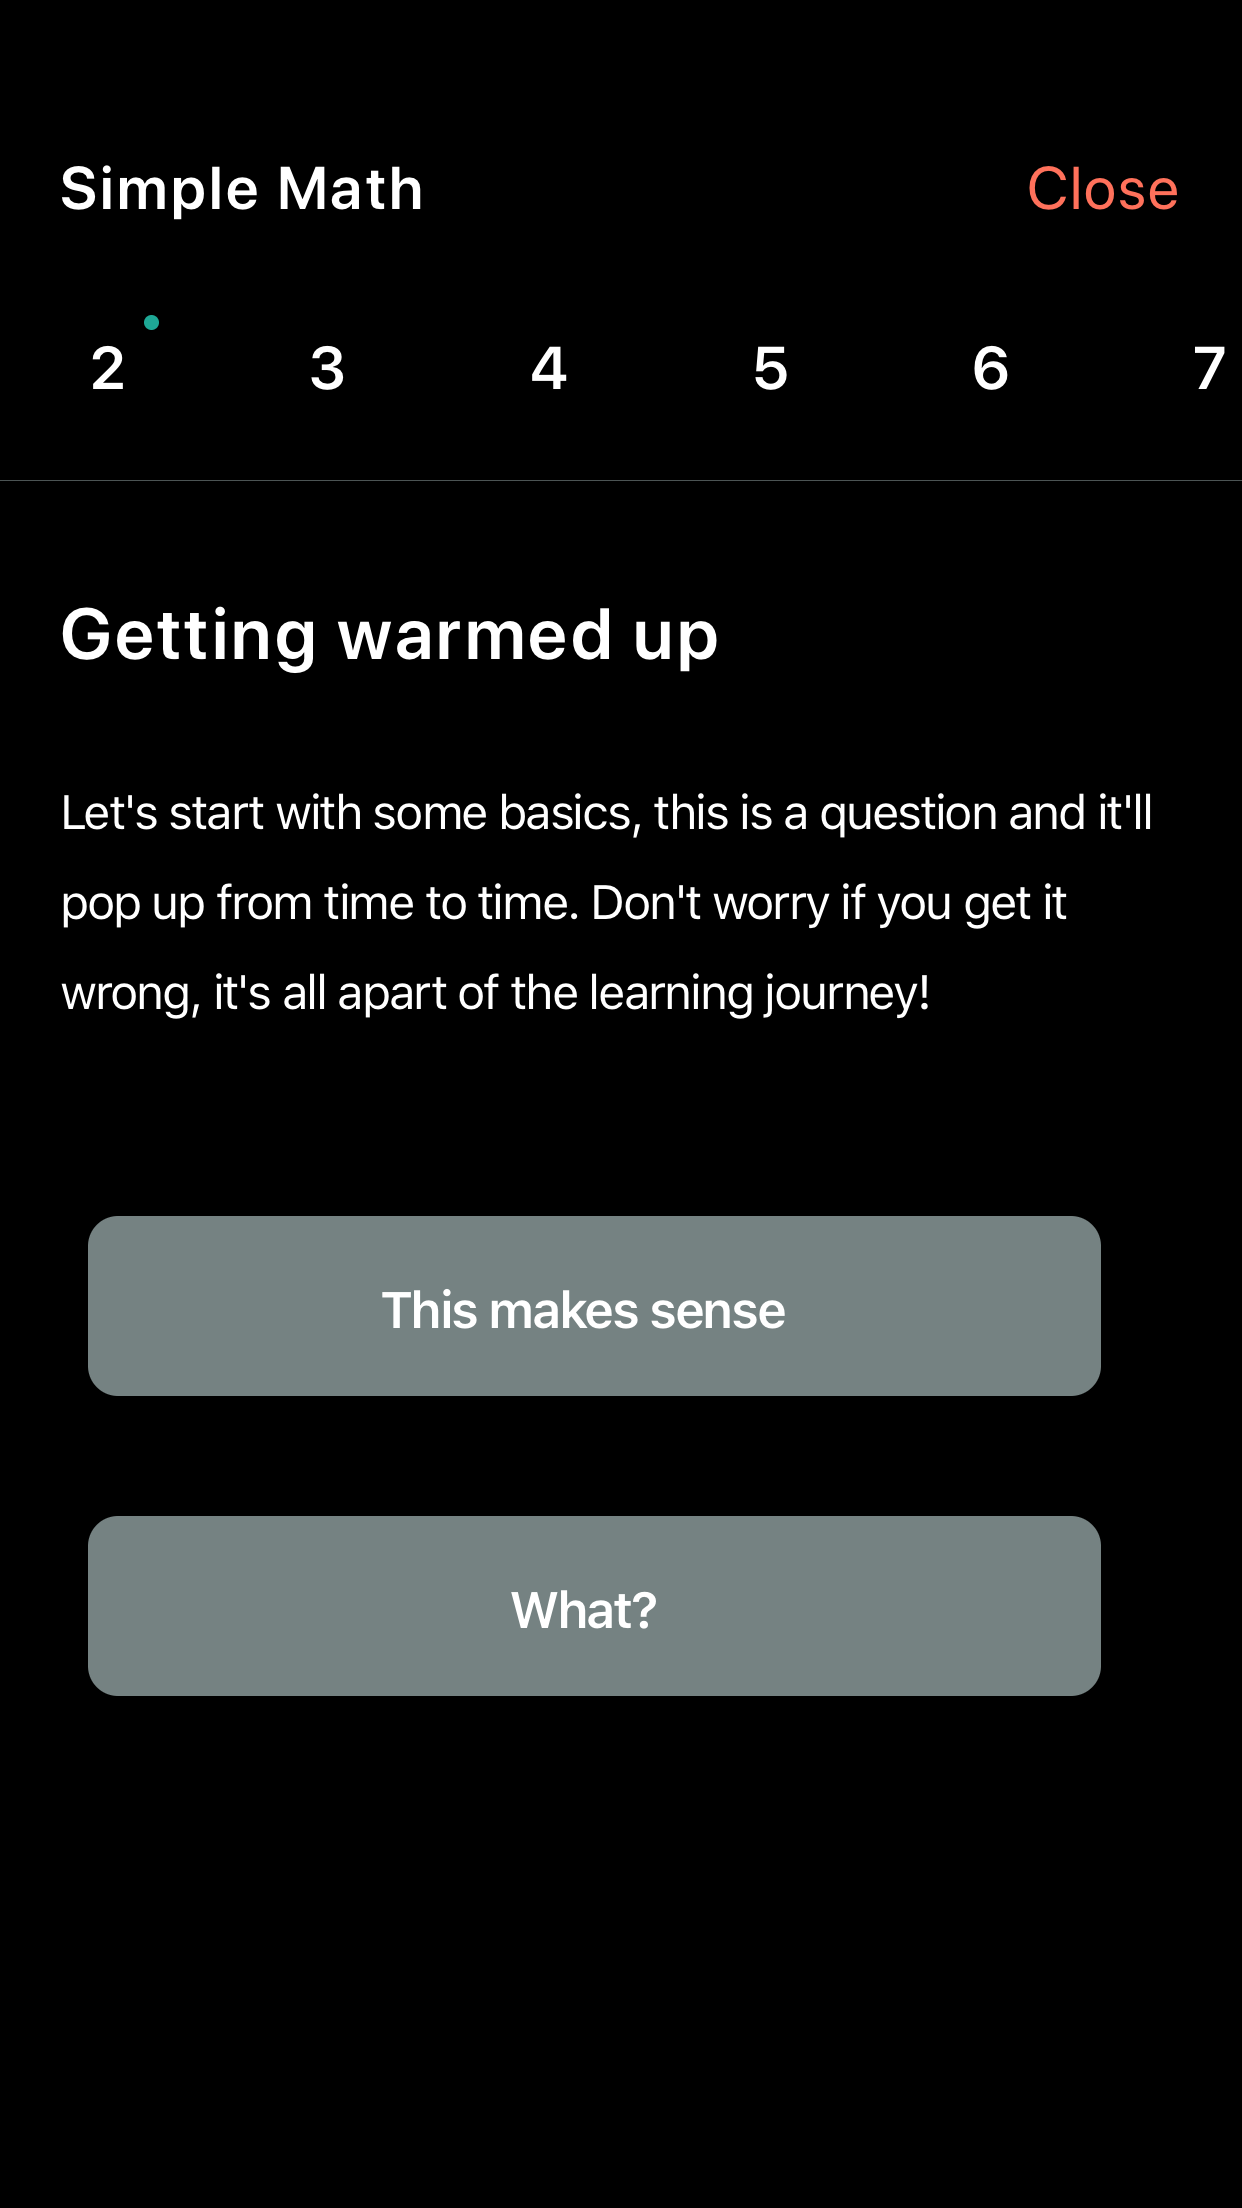 Simple Math
Close
2 3 4 5 6 7
Getting warmed up
Let's start with some basics, this is a question and it'll
pop up from time to time. Don't worry if you get it
wrong, it's all apart of the learning journey!
This makes sense
What?